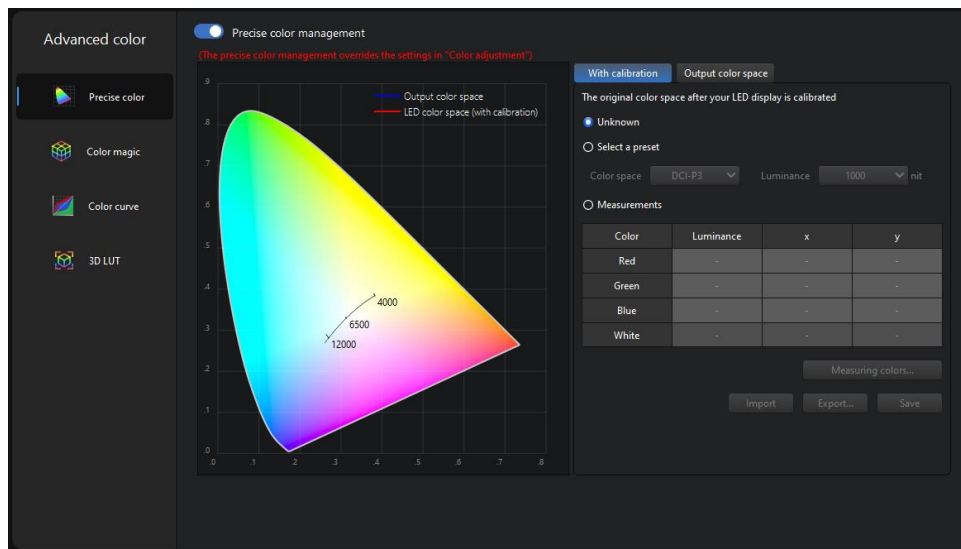 Advanced color
Precise color
Color magic
Color curve
3D LUT
Precise color management
(The precise color management overrides the settings in "Color adjustment")
.9
.8
.7
.6
.5
.4
.3
.2
.1
.0
.0 .1 .2 .3 .4 .5 .6 .7 .8
Output color space
LED color space (with calibration)
4000
6500
12000
With calibration Output color space
The original color space after your LED display is calibrated
Unknown
Select a preset
Color space DCI-P3 Luminance 1000 nit
Measurements
Color Luminance x y
Red - - -
Green - - -
Blue - - -
White - - -
Measuring colors...
Import Export... Save